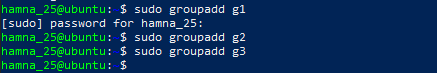 hamna_25@ubuntu: $ sudo groupadd g1
[sudo] password for hamna_25:
hamna_25@ubuntu: $ sudo groupadd g2
hamna_25@ubuntu: $ sudo groupadd g3
hamna_25@ubuntu: $